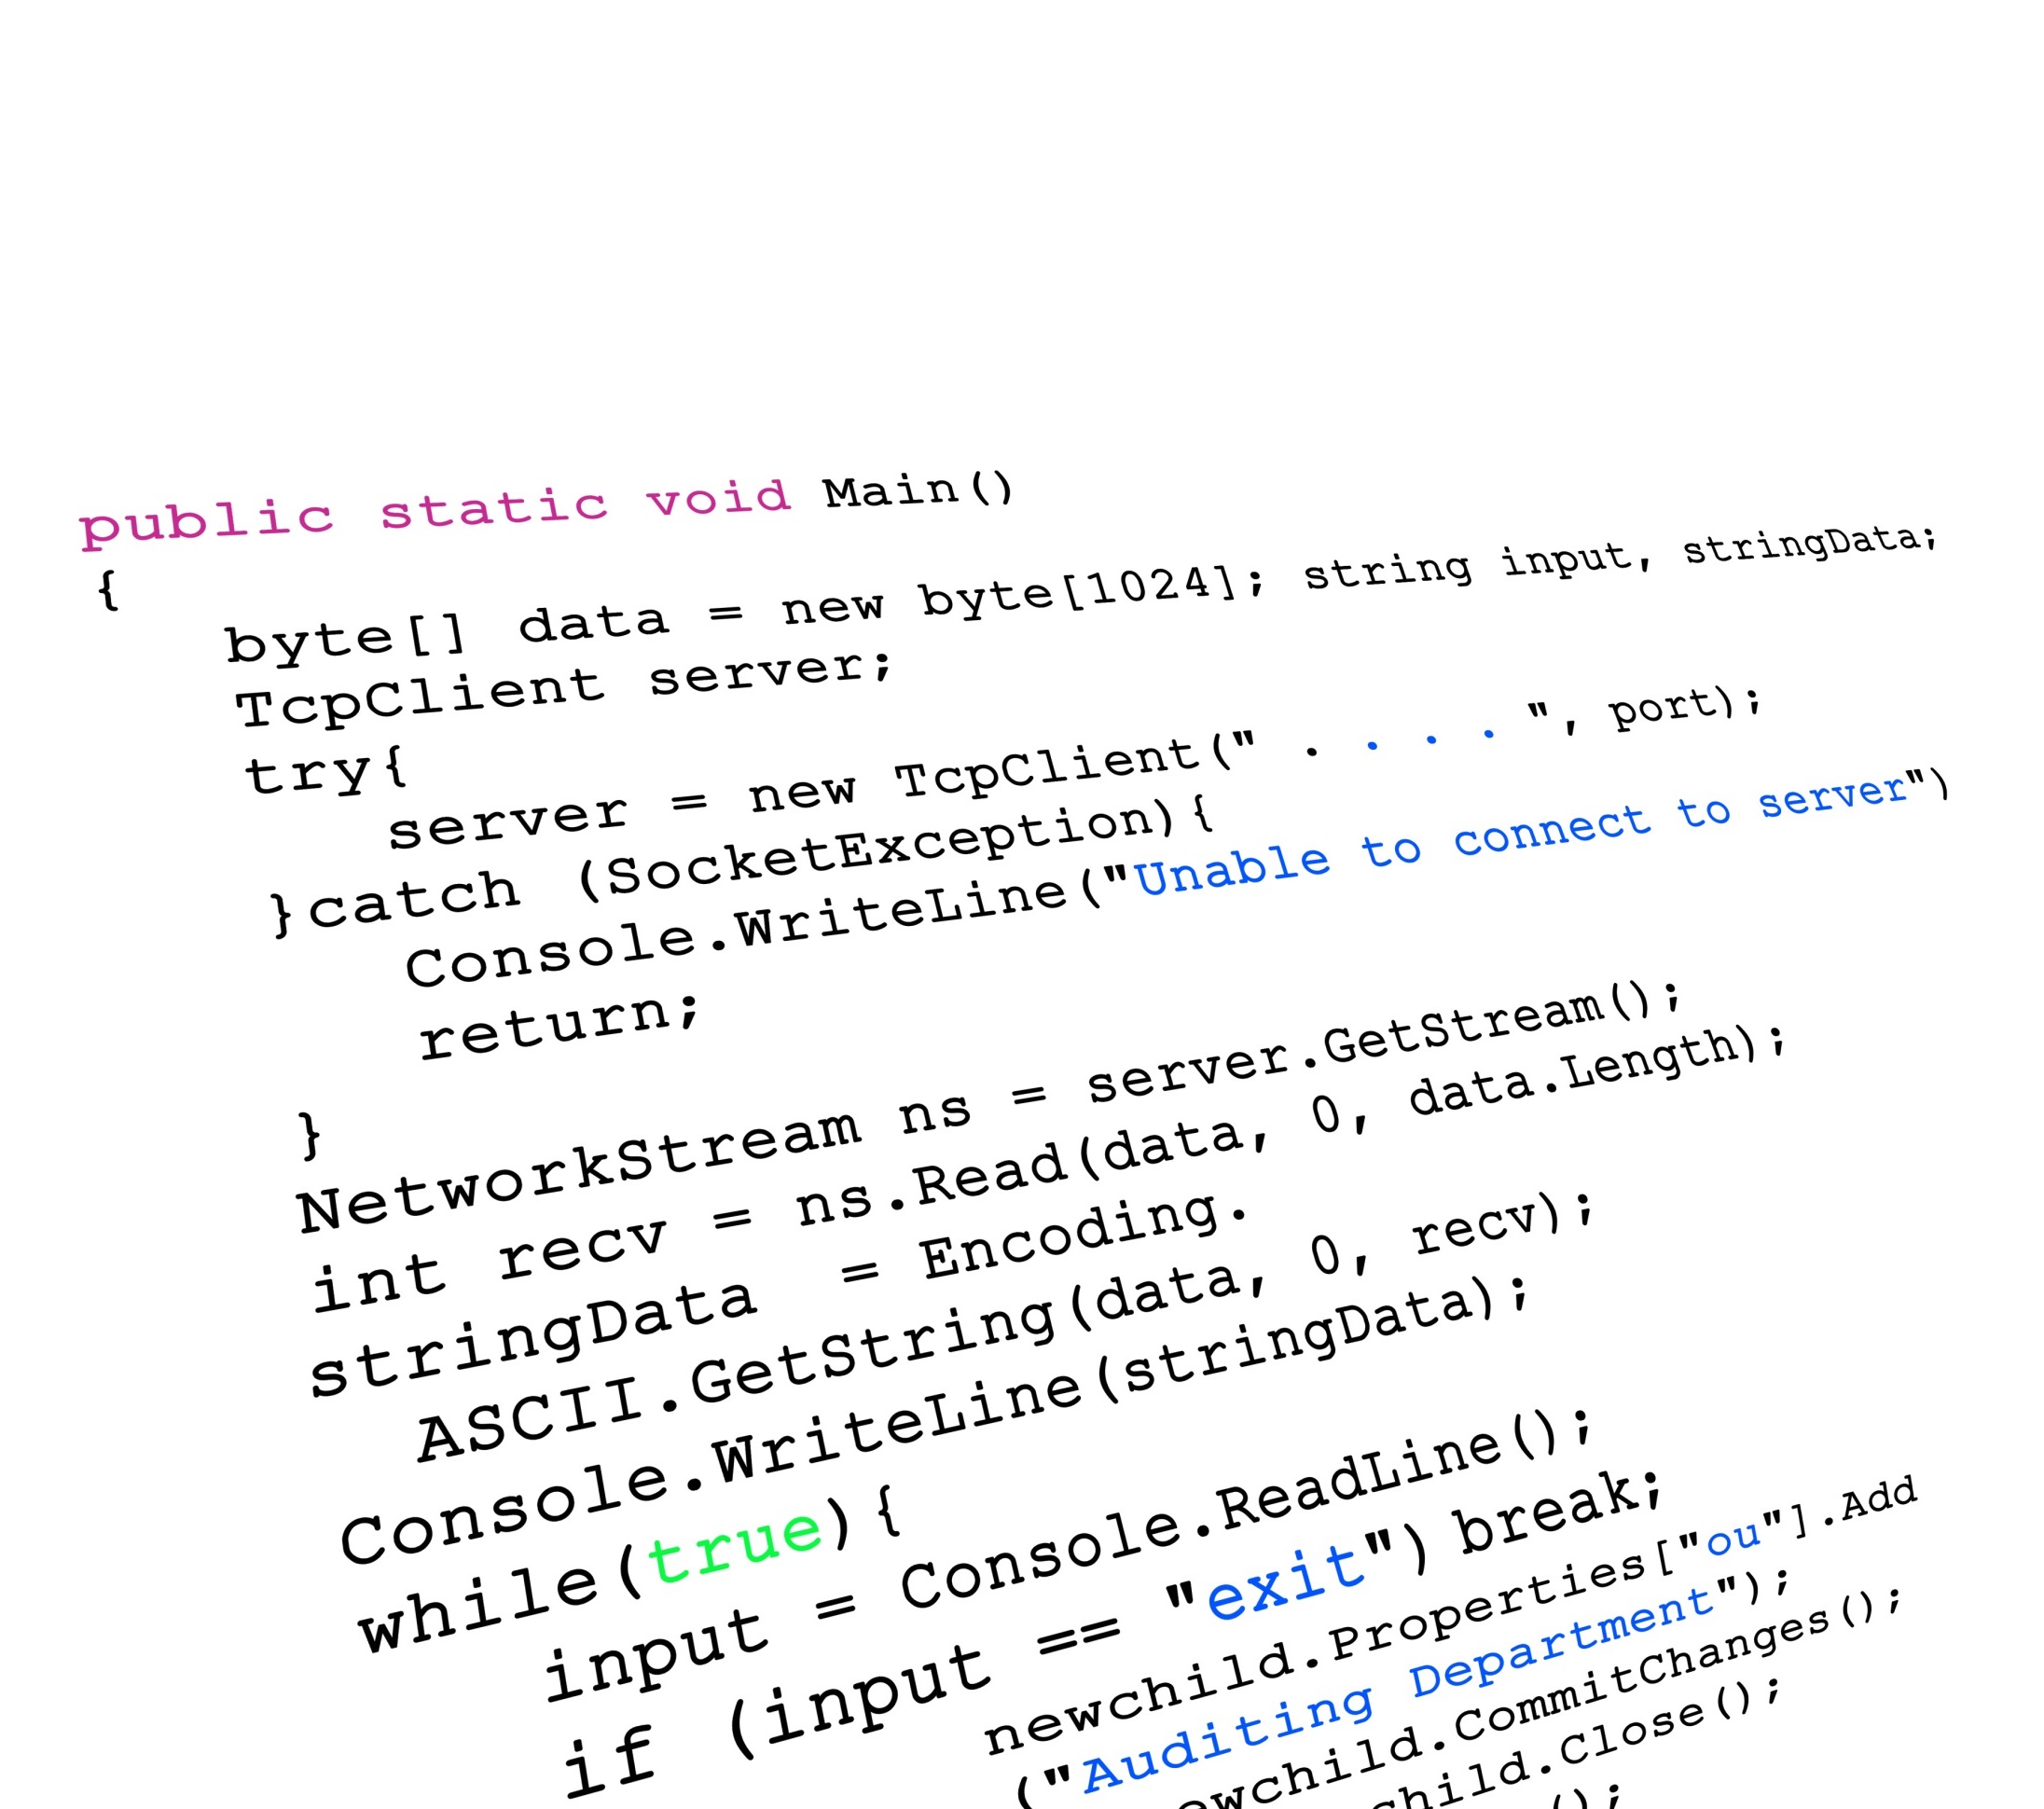 public static void Main()
{
byte[] data = new byte[1024]; string input, stringData;
TcpClient server;
try{
server = new TcpClient(" . . . . ", port);
}catch (SocketException){
Console.WriteLine("Unable to connect to server")
return;
}
NetworkStream ns = server.GetStream();
int recv = ns.Read(data, 0, data.Length);
stringData = Encoding.
ASCII.GetString(data, 0, recv);
Console.WriteLine(stringData);
while(true){
input = Console.ReadLine();
if (input == "exit") break;
newchild.Properties["ou"].Add
("Auditing Department");
ewchild.CommitChanges();
hild.Close();
();